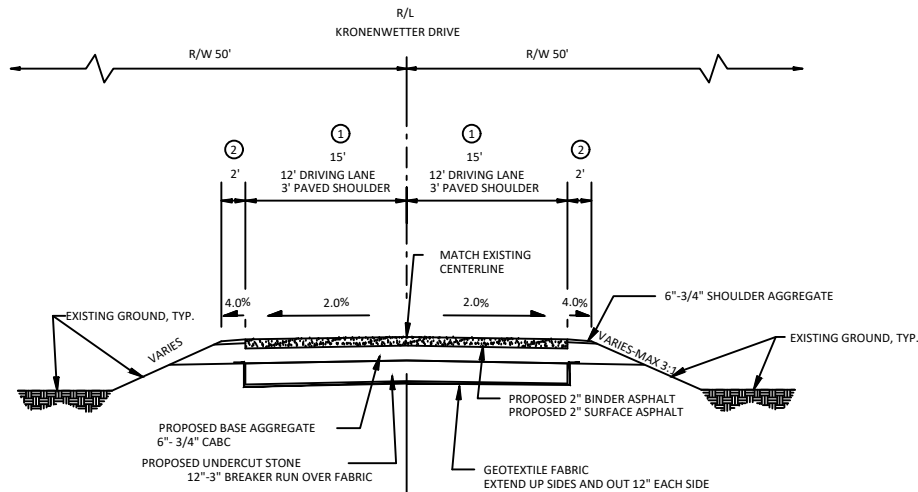 R/L
KRONENWETTER DRIVE
R/W 50'
R/W 50'
1
1
2
15'
15'
2
2'
12' DRIVING LANE
12' DRIVING LANE
2'
3' PAVED SHOULDER
3' PAVED SHOULDER
MATCH EXISTING
CENTERLINE
4.0%
2.0%
2.0%
4.0%
6"-3/4" SHOULDER AGGREGATE
EXISTING GROUND, TYP.
EXISTING GROUND, TYP.
VARIES
VARIES-MAX 3:1
PROPOSED 2" BINDER ASPHALT
PROPOSED 2" SURFACE ASPHALT
PROPOSED BASE AGGREGATE
6"- 3/4" CABC
PROPOSED UNDERCUT STONE
12"-3" BREAKER RUN OVER FABRIC
GEOTEXTILE FABRIC
EXTEND UP SIDES AND OUT 12" EACH SIDE